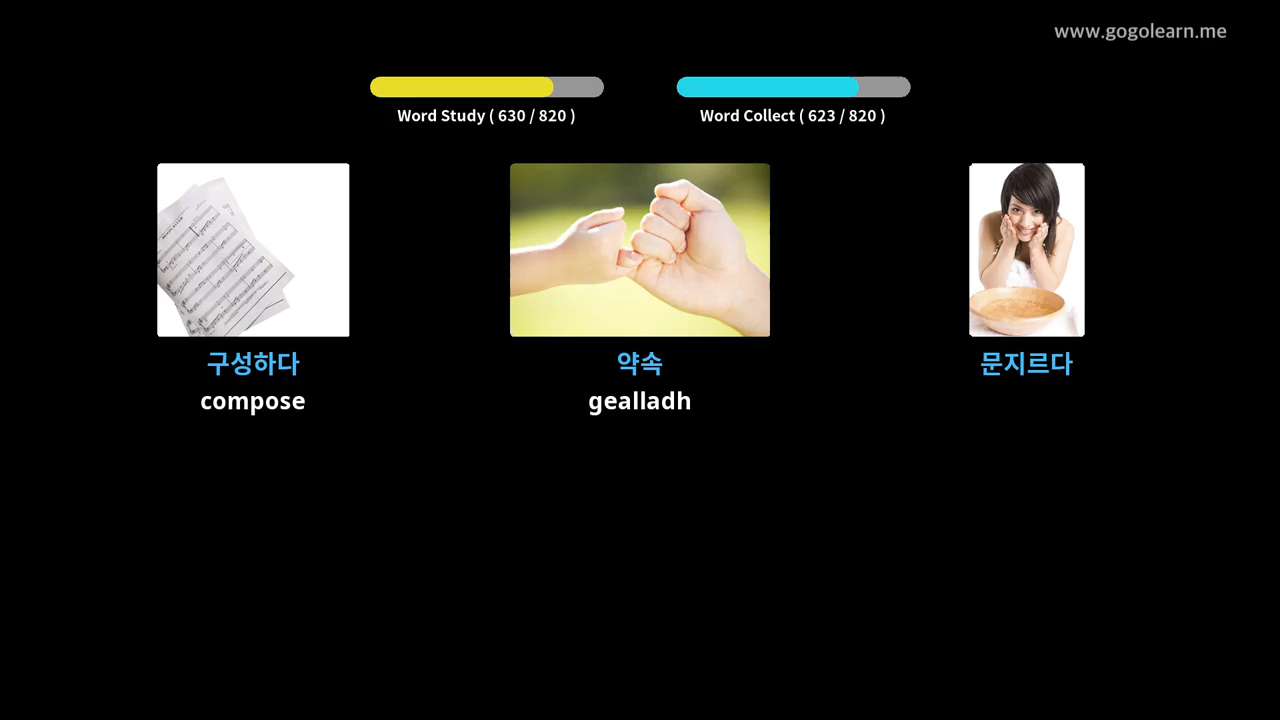 www.gogolearn.me
Word Study ( 630 / 820 )
Word Collect ( 623 / 820 )
구성하다
약속
문지르다
compose
gealladh